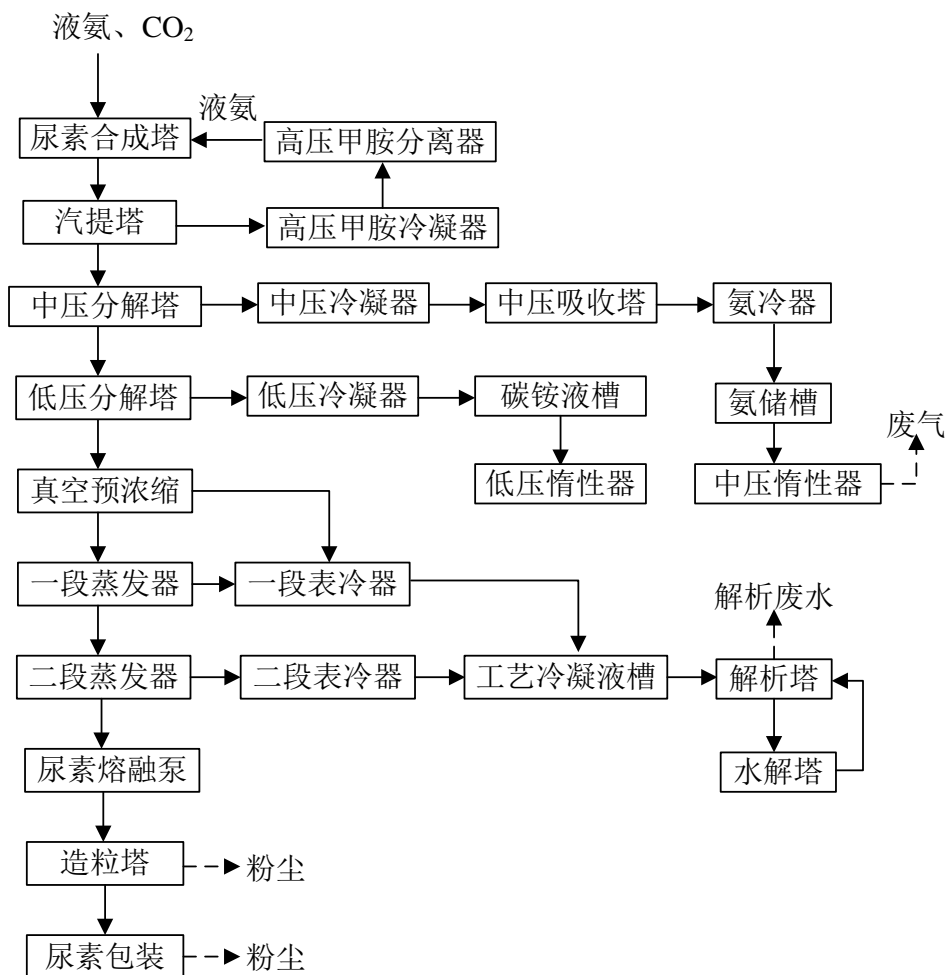 液氨、CO₂
液氨
尿素合成塔
高压甲胺分离器
汽提塔
高压甲胺冷凝器
中压分解塔
中压冷凝器
中压吸收塔
氨冷器
低压分解塔
低压冷凝器
碳铵液槽
氨储槽
废气
真空预浓缩
低压惰性器
中压惰性器
一段蒸发器
一段表冷器
解析废水
二段蒸发器
二段表冷器
工艺冷凝液槽
解析塔
尿素熔融泵
水解塔
造粒塔
粉尘
尿素包装
粉尘